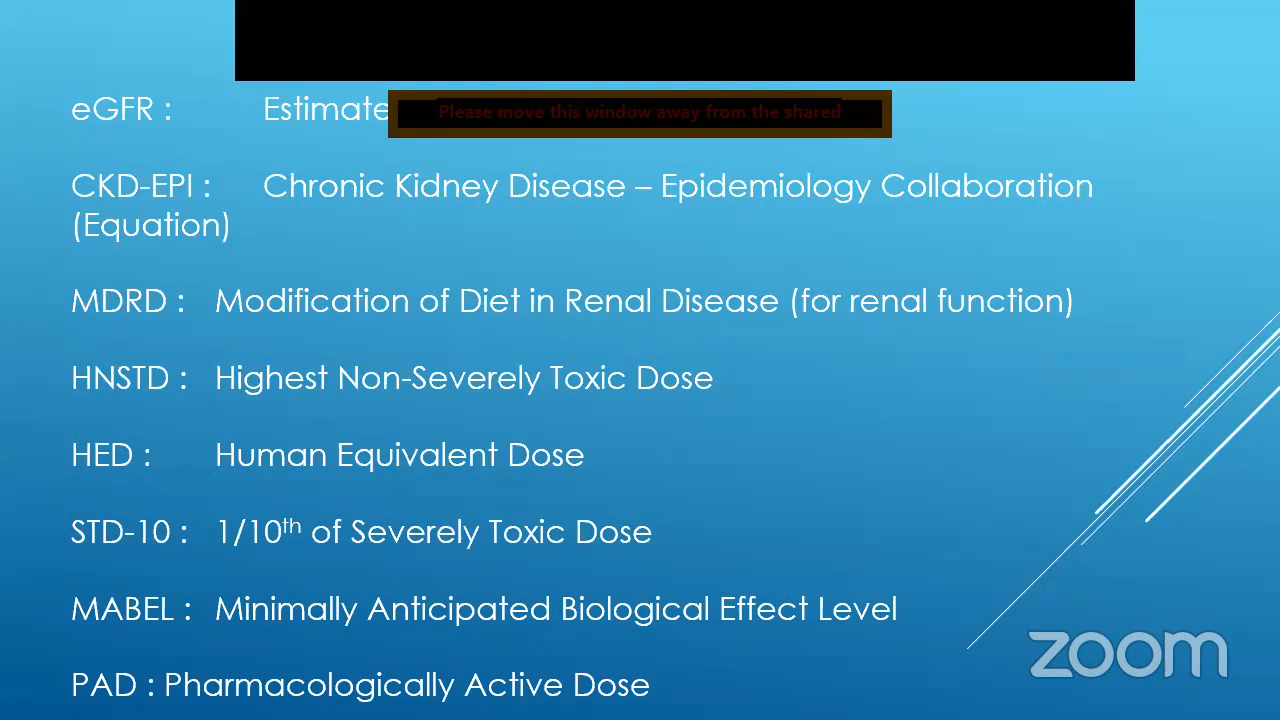 eGFR : Estimate
Please move this window away from the shared
CKD-EPI : Chronic Kidney Disease – Epidemiology Collaboration
(Equation)
MDRD : Modification of Diet in Renal Disease (for renal function)
HNSTD : Highest Non-Severely Toxic Dose
HED : Human Equivalent Dose
STD-10 : 1/10th of Severely Toxic Dose
MABEL : Minimally Anticipated Biological Effect Level
PAD : Pharmacologically Active Dose
zoom